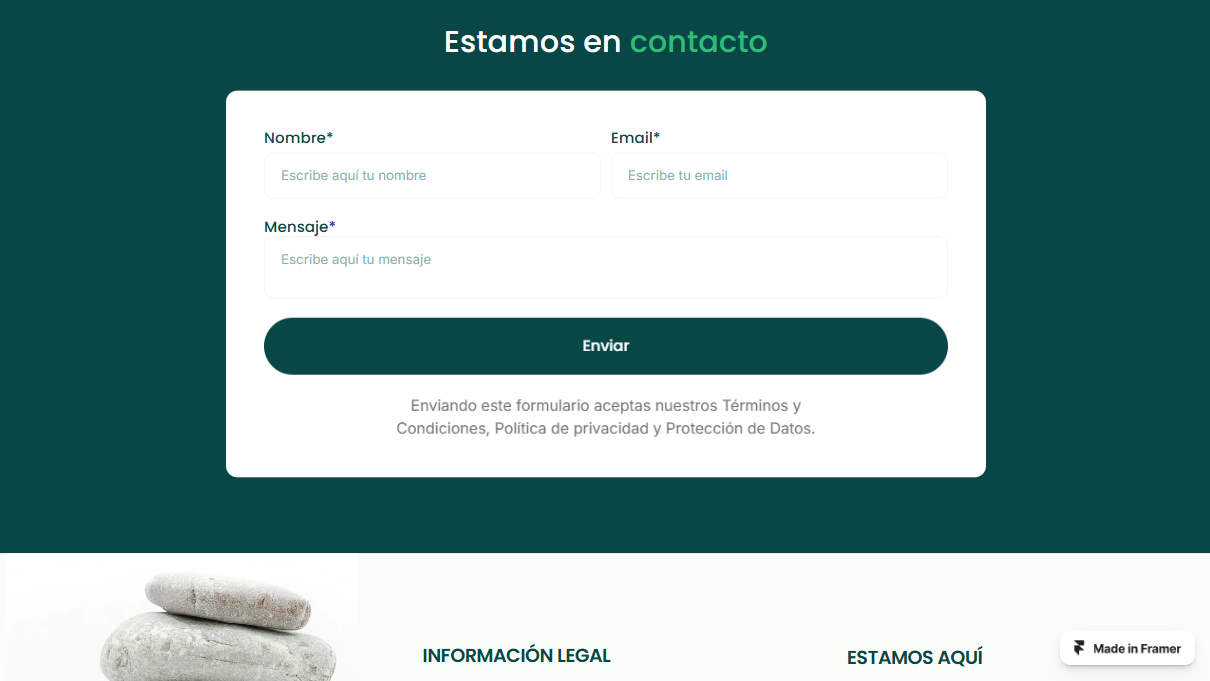 Estamos en contacto
Nombre*
Email*
Escribe aquí tu nombre
Escribe tu email
Mensaje*
Escribe aquí tu mensaje
Enviar
Enviando este formulario aceptas nuestros Términos y
Condiciones, Política de privacidad y Protección de Datos.
INFORMACIÓN LEGAL
ESTAMOS AQUÍ
Made in Framer